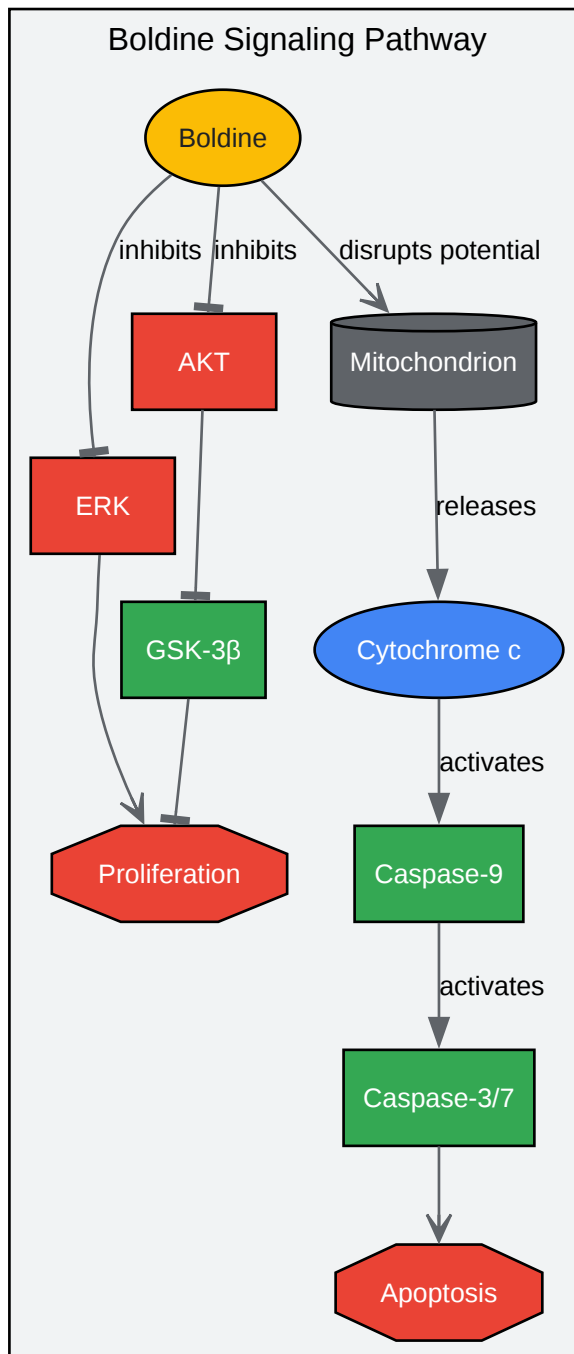 Boldine Signaling Pathway
Boldine
inhibits
inhibits
disrupts potential
AKT
Mitochondrion
ERK
releases
GSK-3β
Cytochrome c
activates
Proliferation
Caspase-9
activates
Caspase-3/7
Apoptosis